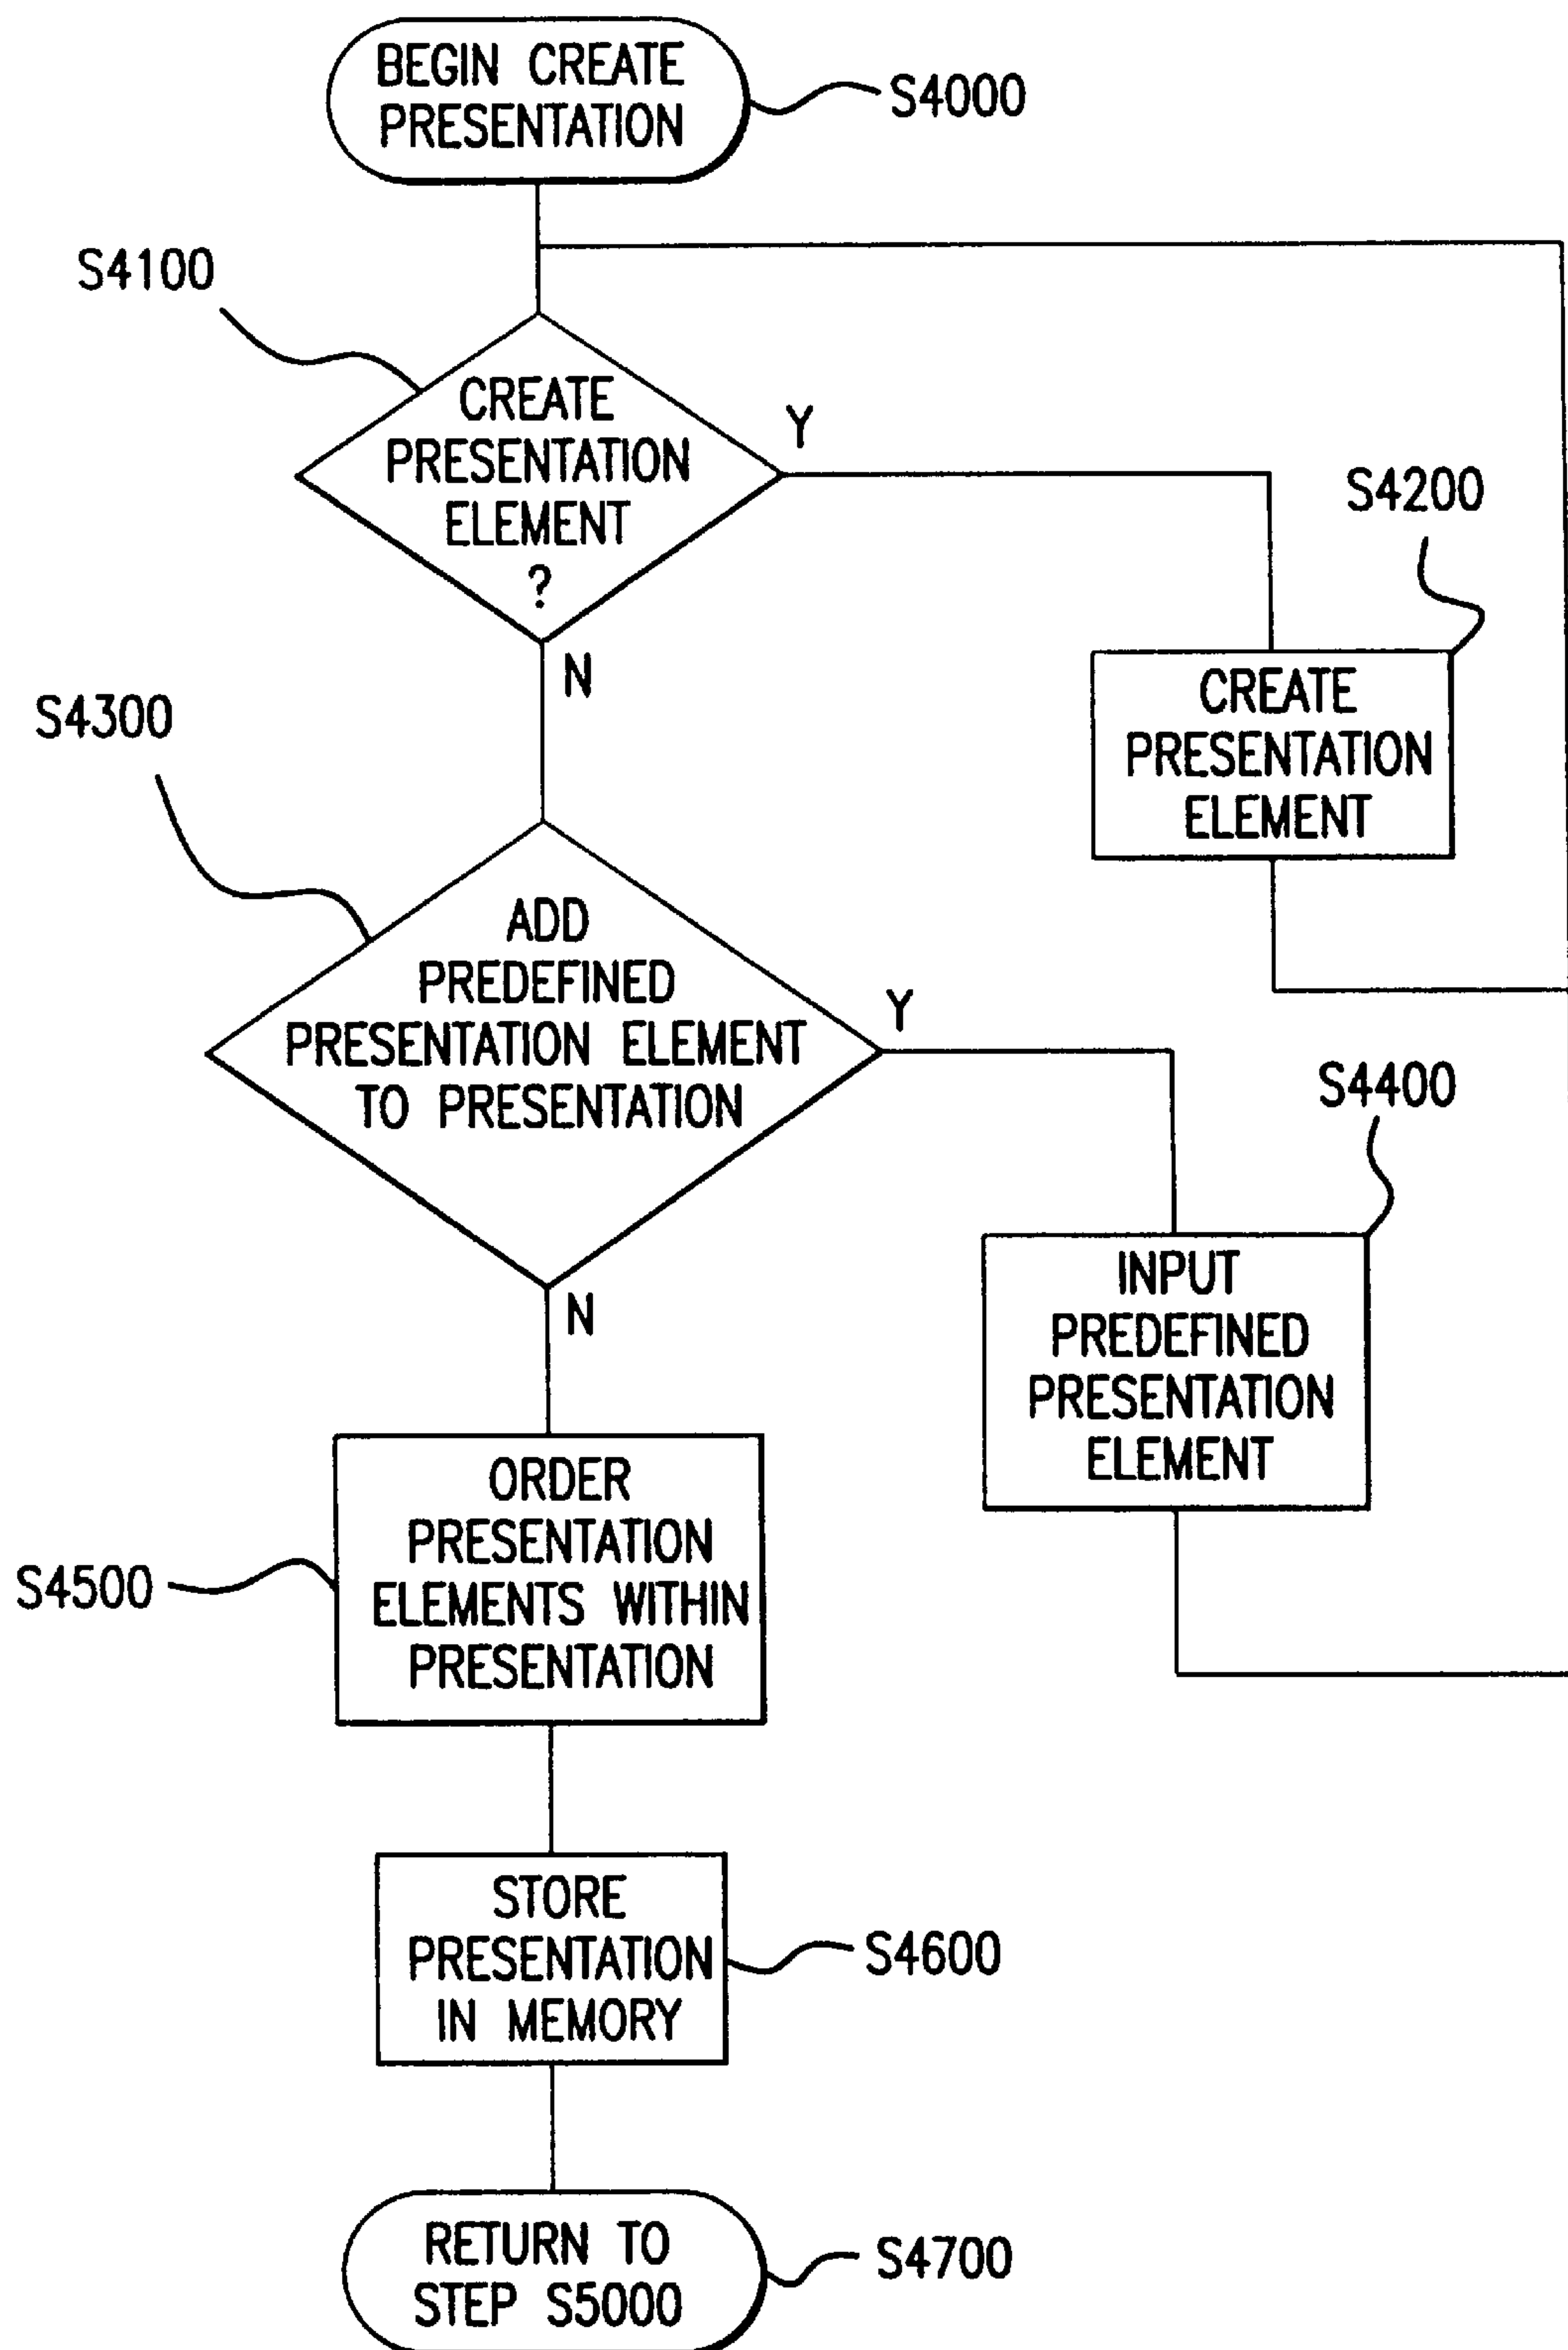 BEGIN CREATE
PRESENTATION
S4000
S4100
CREATE
PRESENTATION
ELEMENT
?
Y
N
S4200
CREATE
PRESENTATION
ELEMENT
S4300
ADD
PREDEFINED
PRESENTATION ELEMENT
TO PRESENTATION
Y
N
S4400
INPUT
PREDEFINED
PRESENTATION
ELEMENT
S4500
ORDER
PRESENTATION
ELEMENTS WITHIN
PRESENTATION
STORE
PRESENTATION
IN MEMORY
S4600
RETURN TO
STEP S5000
S4700